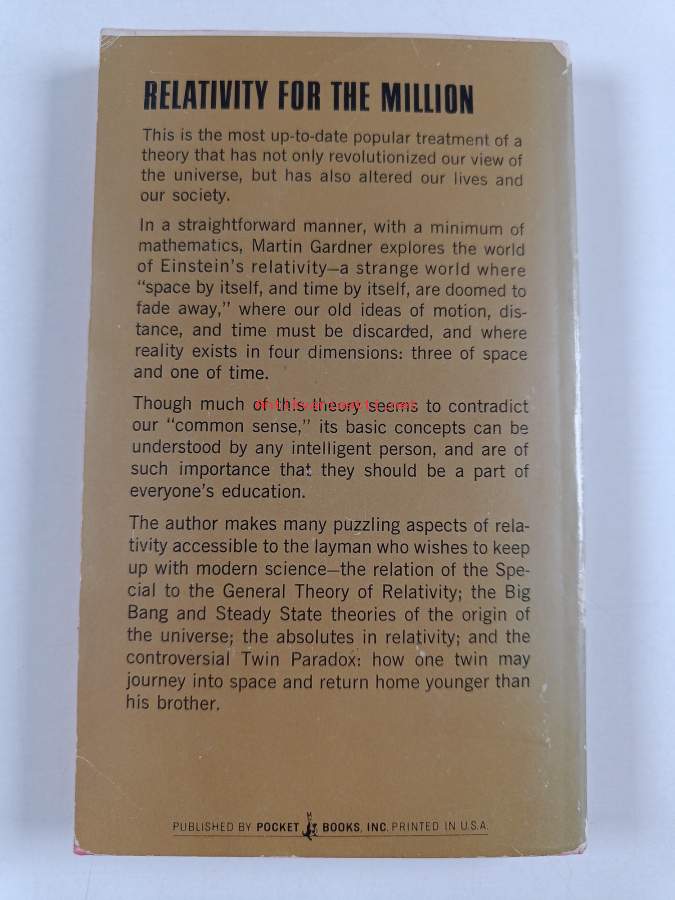 RELATIVITY FOR THE MILLION
This is the most up-to-date popular treatment of a
theory that has not only revolutionized our view of
the universe, but has also altered our lives and
our society.
In a straightforward manner, with a minimum of
mathematics, Martin Gardner explores the world
of Einstein's relativity—a strange world where
"space by itself, and time by itself, are doomed to
fade away," where our old ideas of motion, dis-
tance, and time must be discarded, and where
reality exists in four dimensions: three of space
and one of time.
Though much of this theory seems to contradict
our "common sense," its basic concepts can be
understood by any intelligent person, and are of
such importance that they should be a part of
everyone's education.
The author makes many puzzling aspects of rela-
tivity accessible to the layman who wishes to keep
up with modern science—the relation of the Spe-
cial to the General Theory of Relativity; the Big
Bang and Steady State theories of the origin of
the universe; the absolutes in relativity; and the
controversial Twin Paradox: how one twin may
journey into space and return home younger than
his brother.
PUBLISHED BY POCKET BOOKS, INC. PRINTED IN U.S.A.